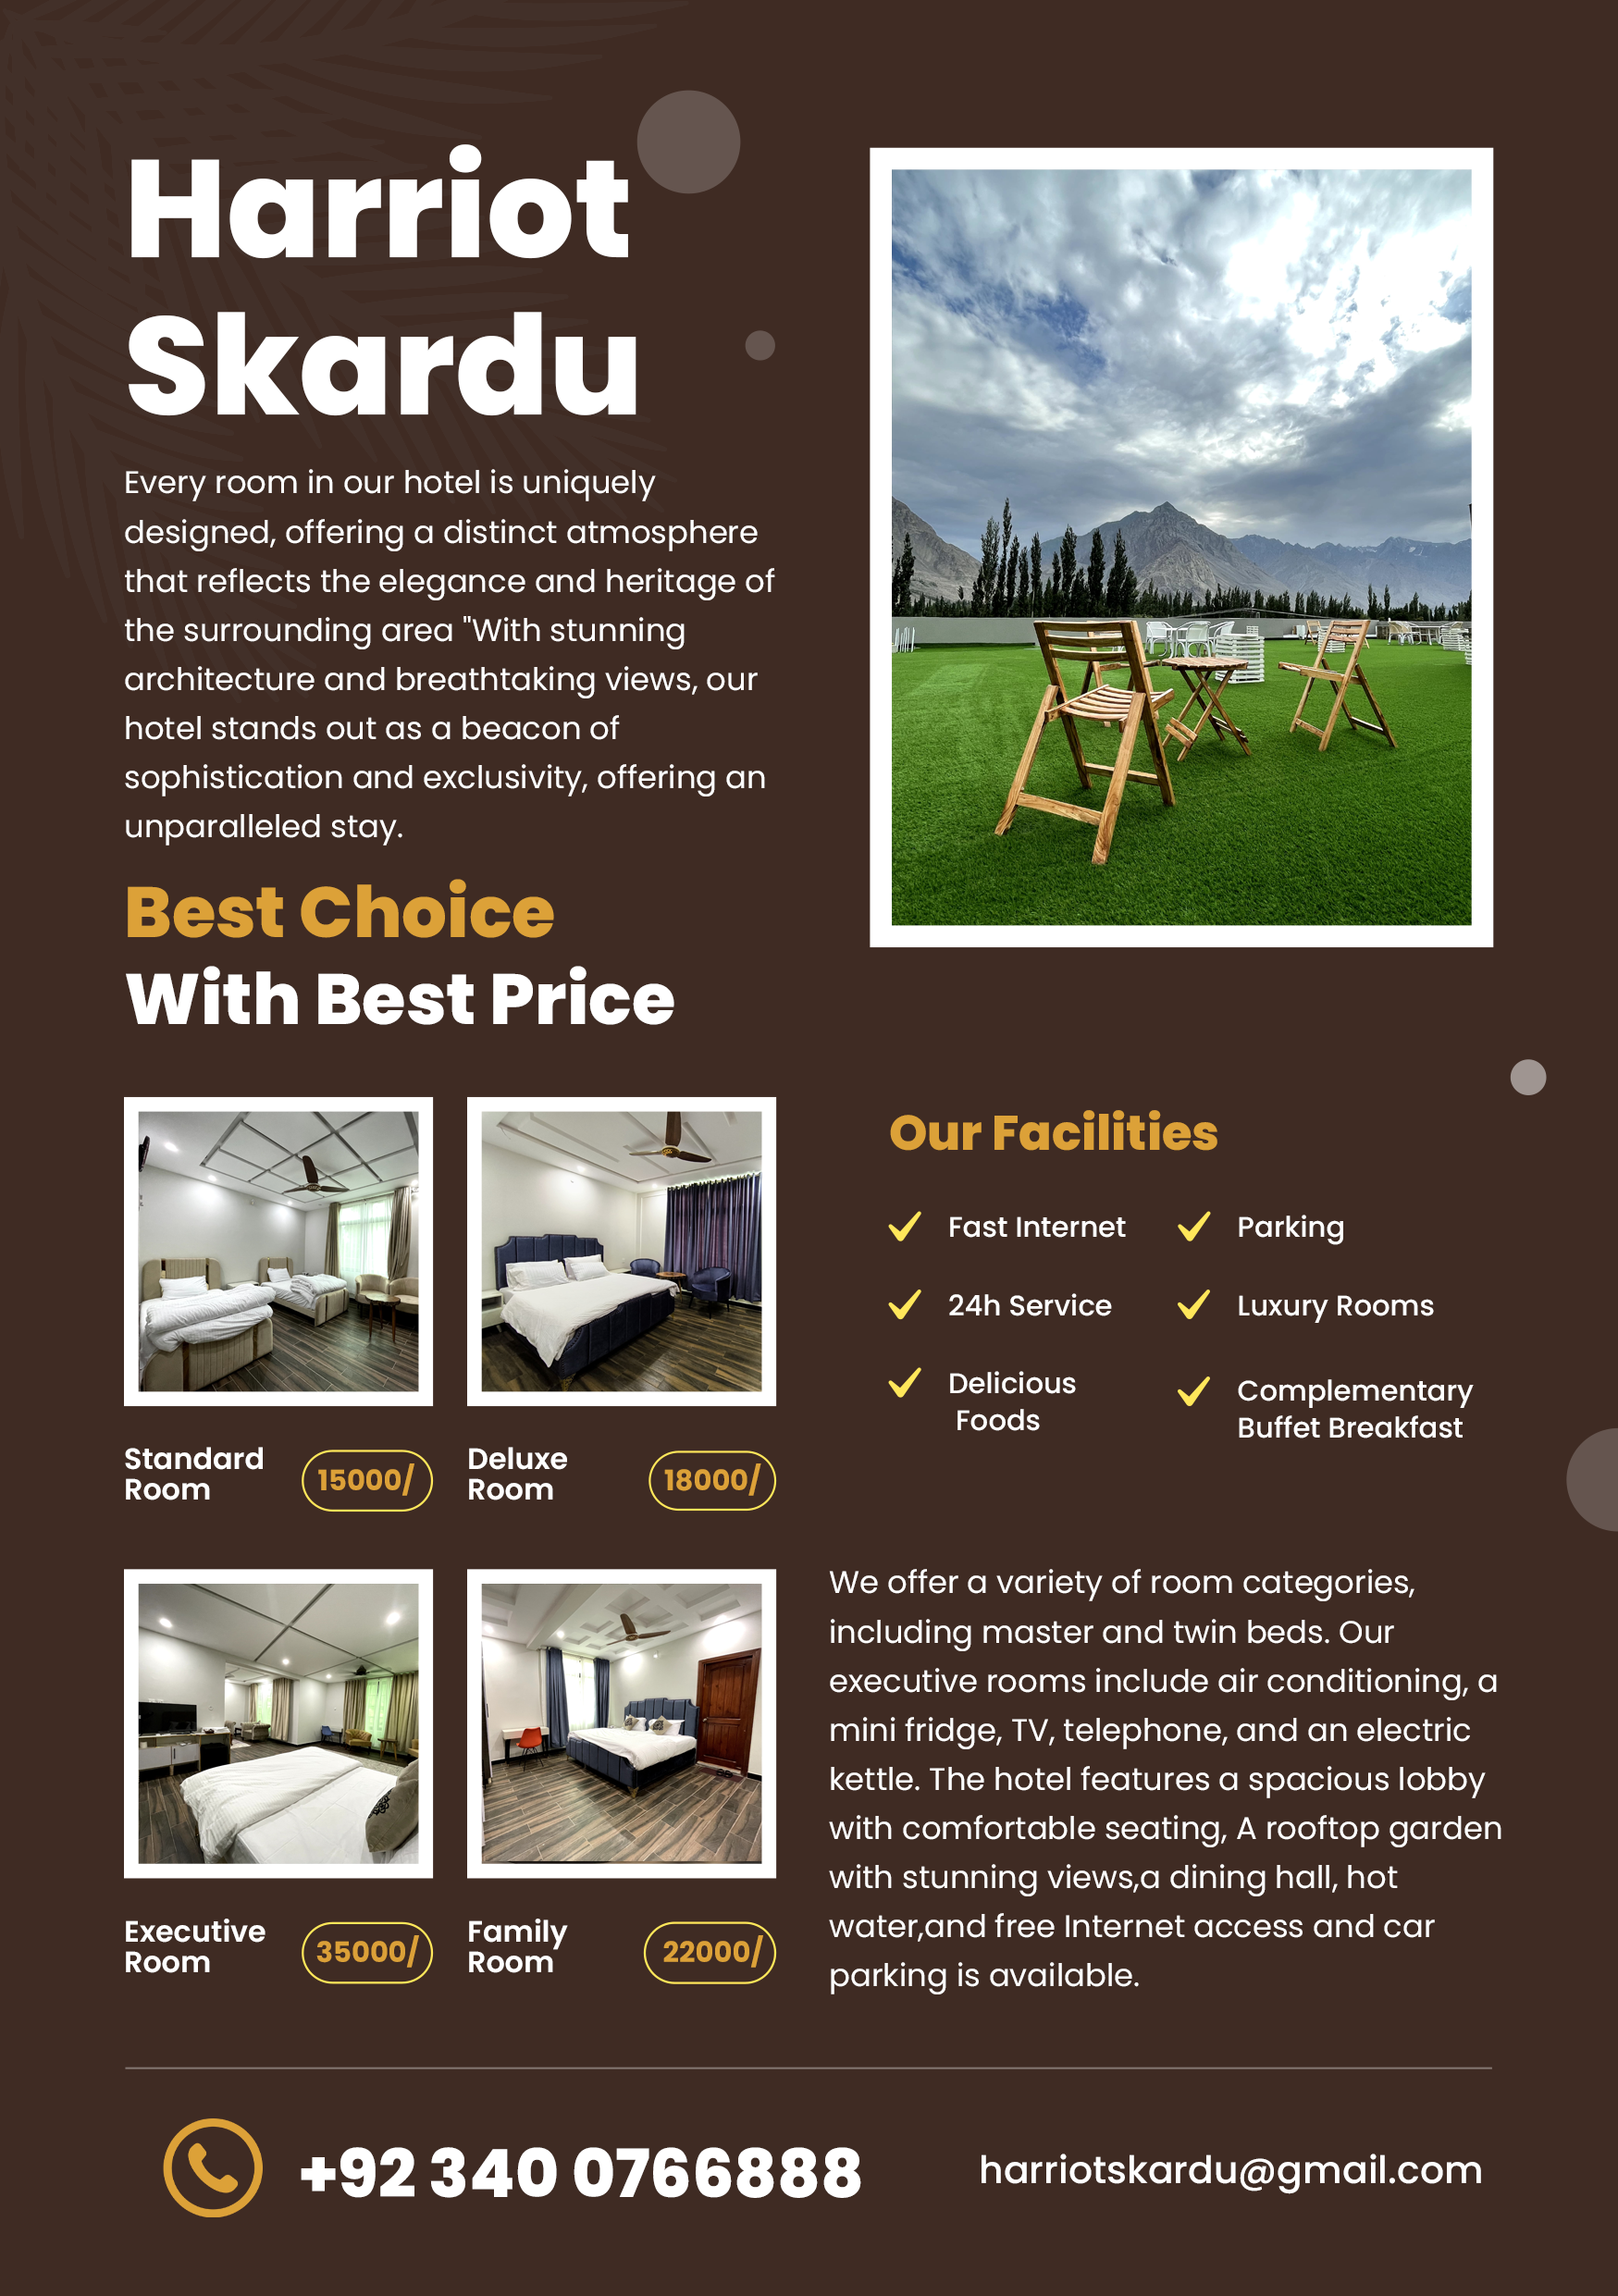 Harriot
Skardu
Every room in our hotel is uniquely
designed, offering a distinct atmosphere
that reflects the elegance and heritage of
the surrounding area "With stunning
architecture and breathtaking views, our
hotel stands out as a beacon of
sophistication and exclusivity, offering an
unparalleled stay.
Best Choice
With Best Price
Standard
Room
15000/
Deluxe
Room
18000/
Executive
Room
35000/
Family
Room
22000/
Our Facilities
Fast Internet
Parking
24h Service
Luxury Rooms
Delicious
Foods
Complementary
Buffet Breakfast
We offer a variety of room categories,
including master and twin beds. Our
executive rooms include air conditioning, a
mini fridge, TV, telephone, and an electric
kettle. The hotel features a spacious lobby
with comfortable seating, A rooftop garden
with stunning views,a dining hall, hot
water,and free Internet access and car
parking is available.
+92 340 0766888
harriotskardu@gmail.com